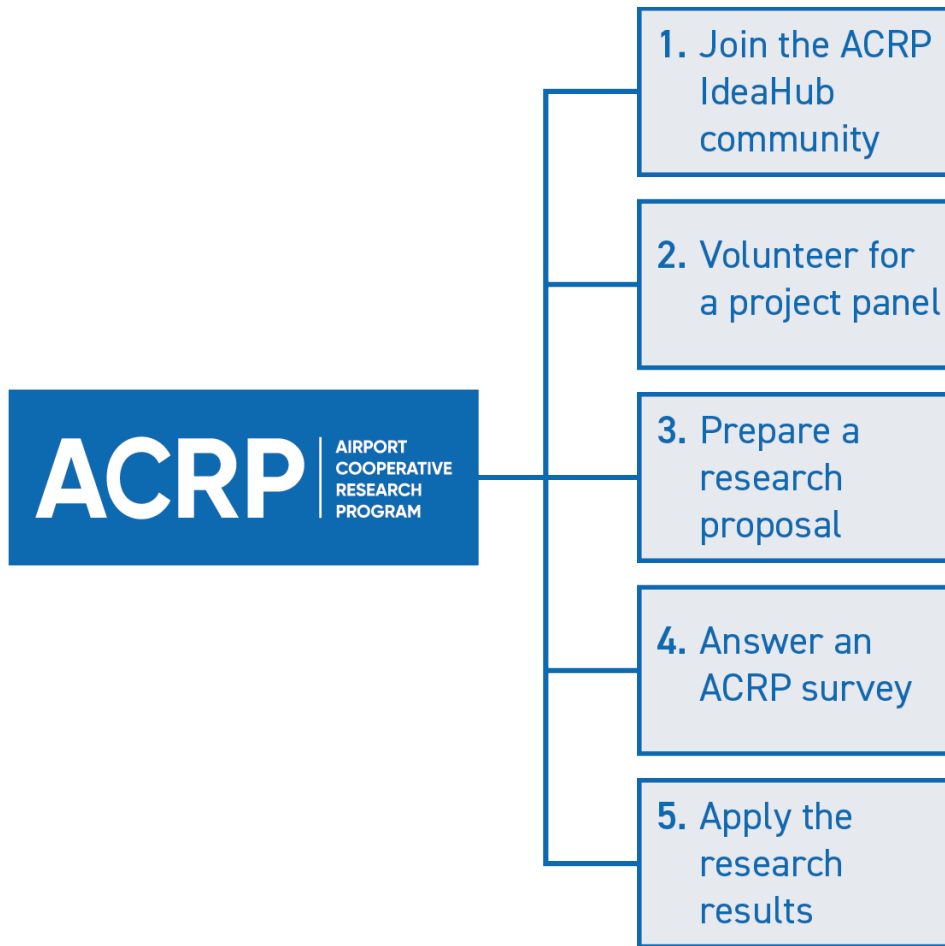 1. Join the ACRP
IdeaHub
community
2. Volunteer for
a project panel
ACRP
AIRPORT
COOPERATIVE
RESEARCH
PROGRAM
3. Prepare a
research
proposal
4. Answer an
ACRP survey
5. Apply the
research
results